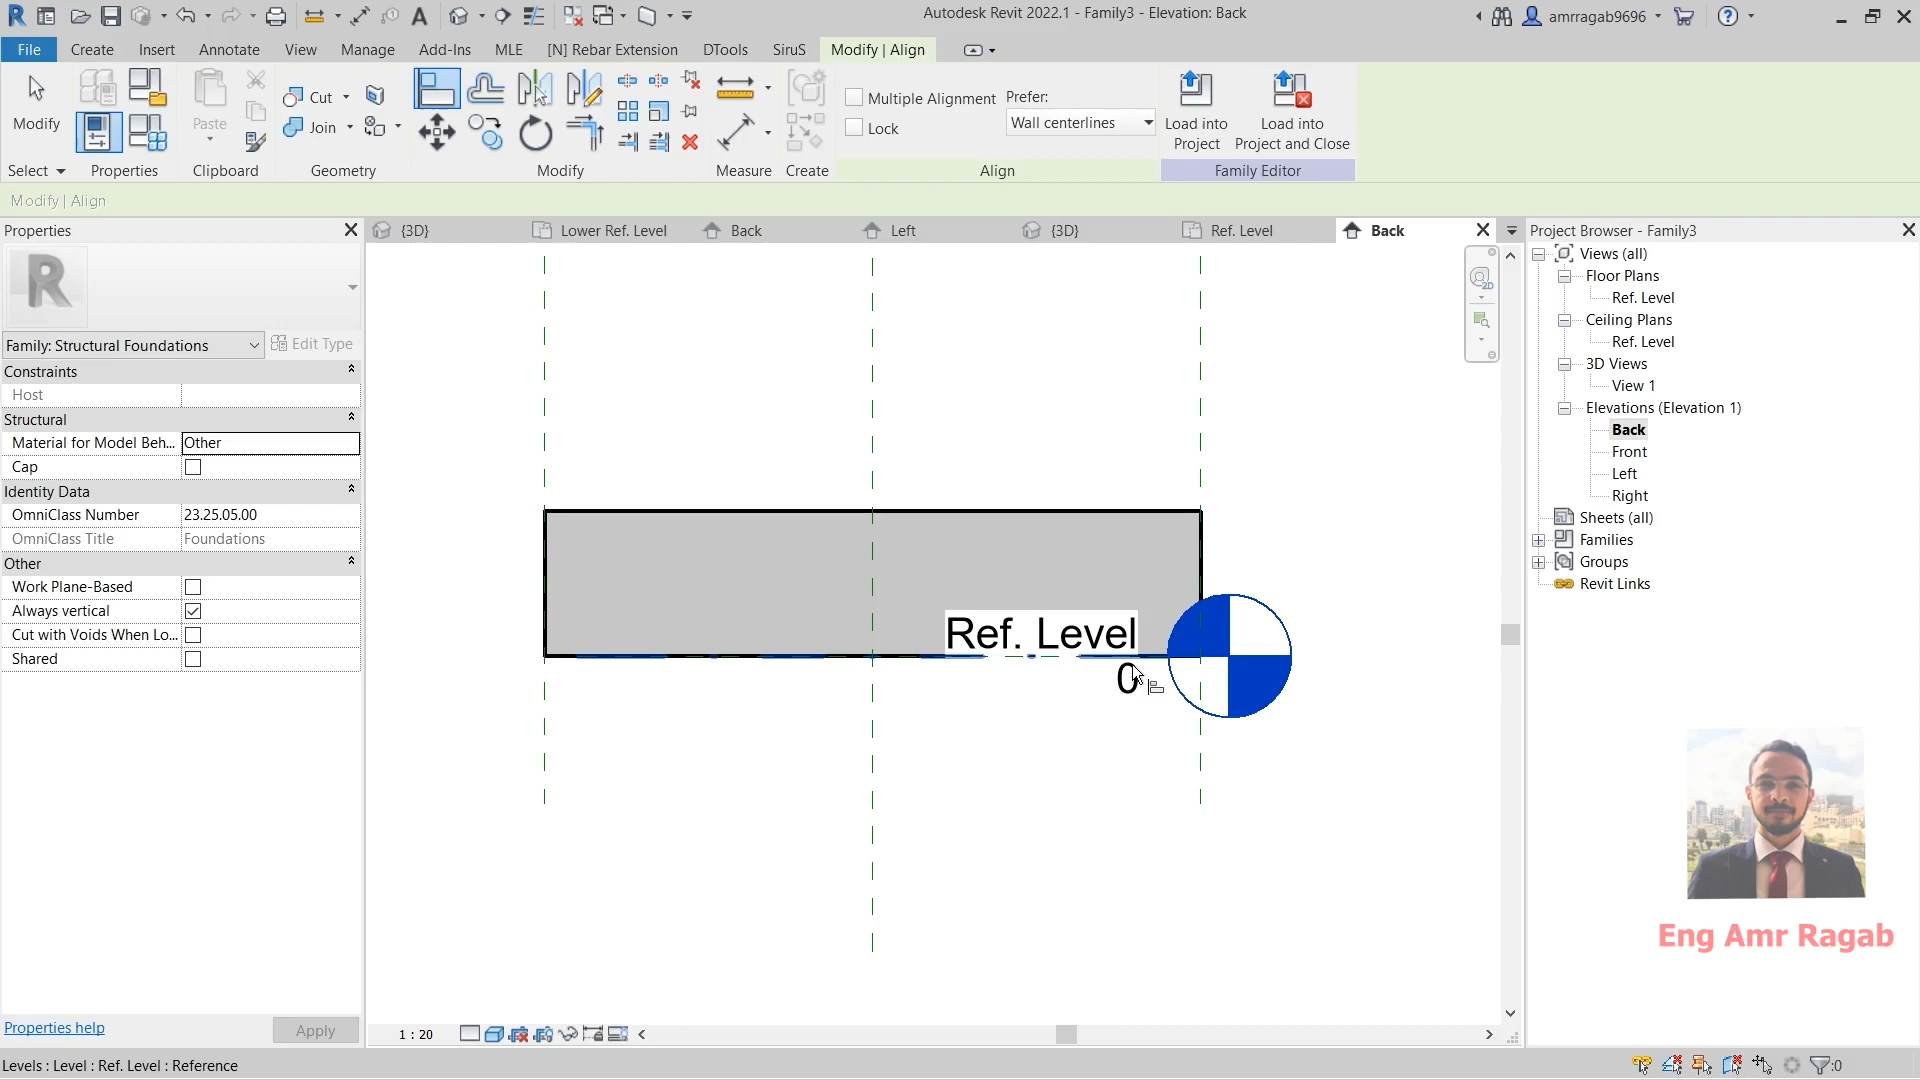 Autodesk Revit 2022.1 - Family3 - Elevation: Back
amrragab9696
File Create Insert Annotate View Manage Add-Ins MLE [N] Rebar Extension DTools SiruS Modify | Align
Modify
Paste
Cut
Join
Multiple Alignment
Lock
Prefer:
Wall centerlines
Load into
Project
Load into
Project and Close
Select Properties Clipboard Geometry Modify Measure Create Align Family Editor
Modify | Align
Properties
{3D} Lower Ref. Level Back Left {3D} Ref. Level Back
Project Browser - Family3
R
Family: Structural Foundations
Edit Type
Constraints
Host
Structural
Material for Model Beh... Other
Cap
Identity Data
OmniClass Number 23.25.05.00
OmniClass Title Foundations
Other
Work Plane-Based
Always vertical
Cut with Voids When Lo...
Shared
Properties help
Apply
2D
Ref. Level
0
1 : 20
Views (all)
Floor Plans
Ref. Level
Ceiling Plans
Ref. Level
3D Views
View 1
Elevations (Elevation 1)
Back
Front
Left
Right
Sheets (all)
Families
Groups
Revit Links
Eng Amr Ragab
Levels : Level : Ref. Level : Reference
:0